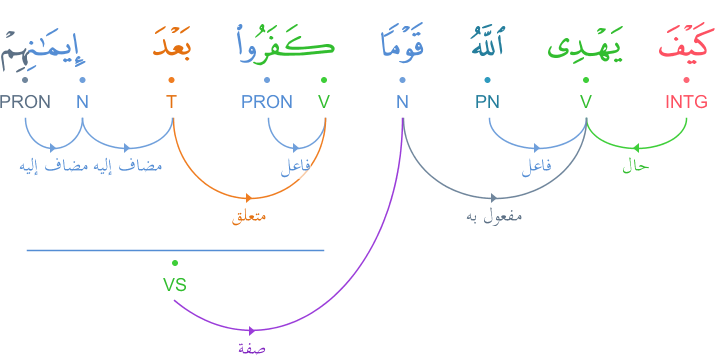 كَيْفَ يَهْدِى ٱللَّهُ قَوْمًا كَفَرُوا۟ بَعْدَ إِيمَـٰنِهِمْ
PRON N T PRON V N PN V INTG
مضاف إليه مضاف إليه فاعل فاعل حال
متعلق مفعول به
VS
صفة